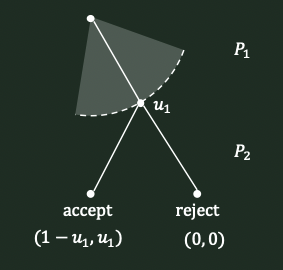 P₁
u₁
P₂
accept reject
(1 − u₁, u₁) (0, 0)